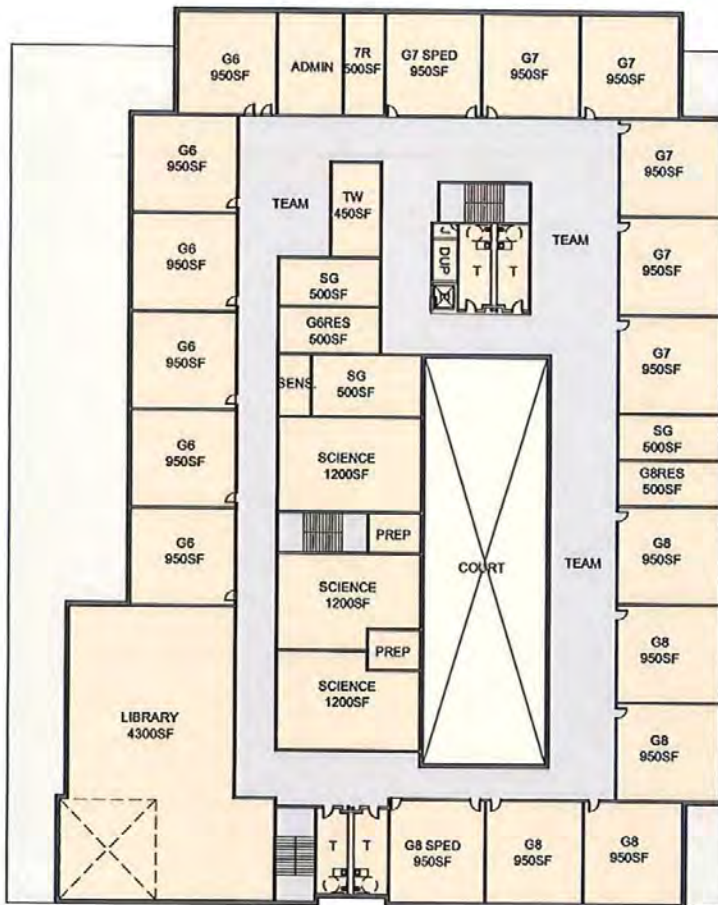 G6
950SF
ADMIN
7R
500SF
G7 SPED
950SF
G7
950SF
G7
950SF
G6
950SF
TEAM
TW
450SF
J
DUP
T
T
TEAM
G7
950SF
G6
950SF
SG
500SF
G7
950SF
G6RES
500SF
G6
950SF
SENS.
SG
500SF
G7
950SF
G6
950SF
SCIENCE
1200SF
SG
500SF
G8RES
500SF
G6
950SF
PREP
COURT
TEAM
G8
950SF
SCIENCE
1200SF
PREP
G8
950SF
SCIENCE
1200SF
LIBRARY
4300SF
G8
950SF
T
T
G8 SPED
950SF
G8
950SF
G8
950SF